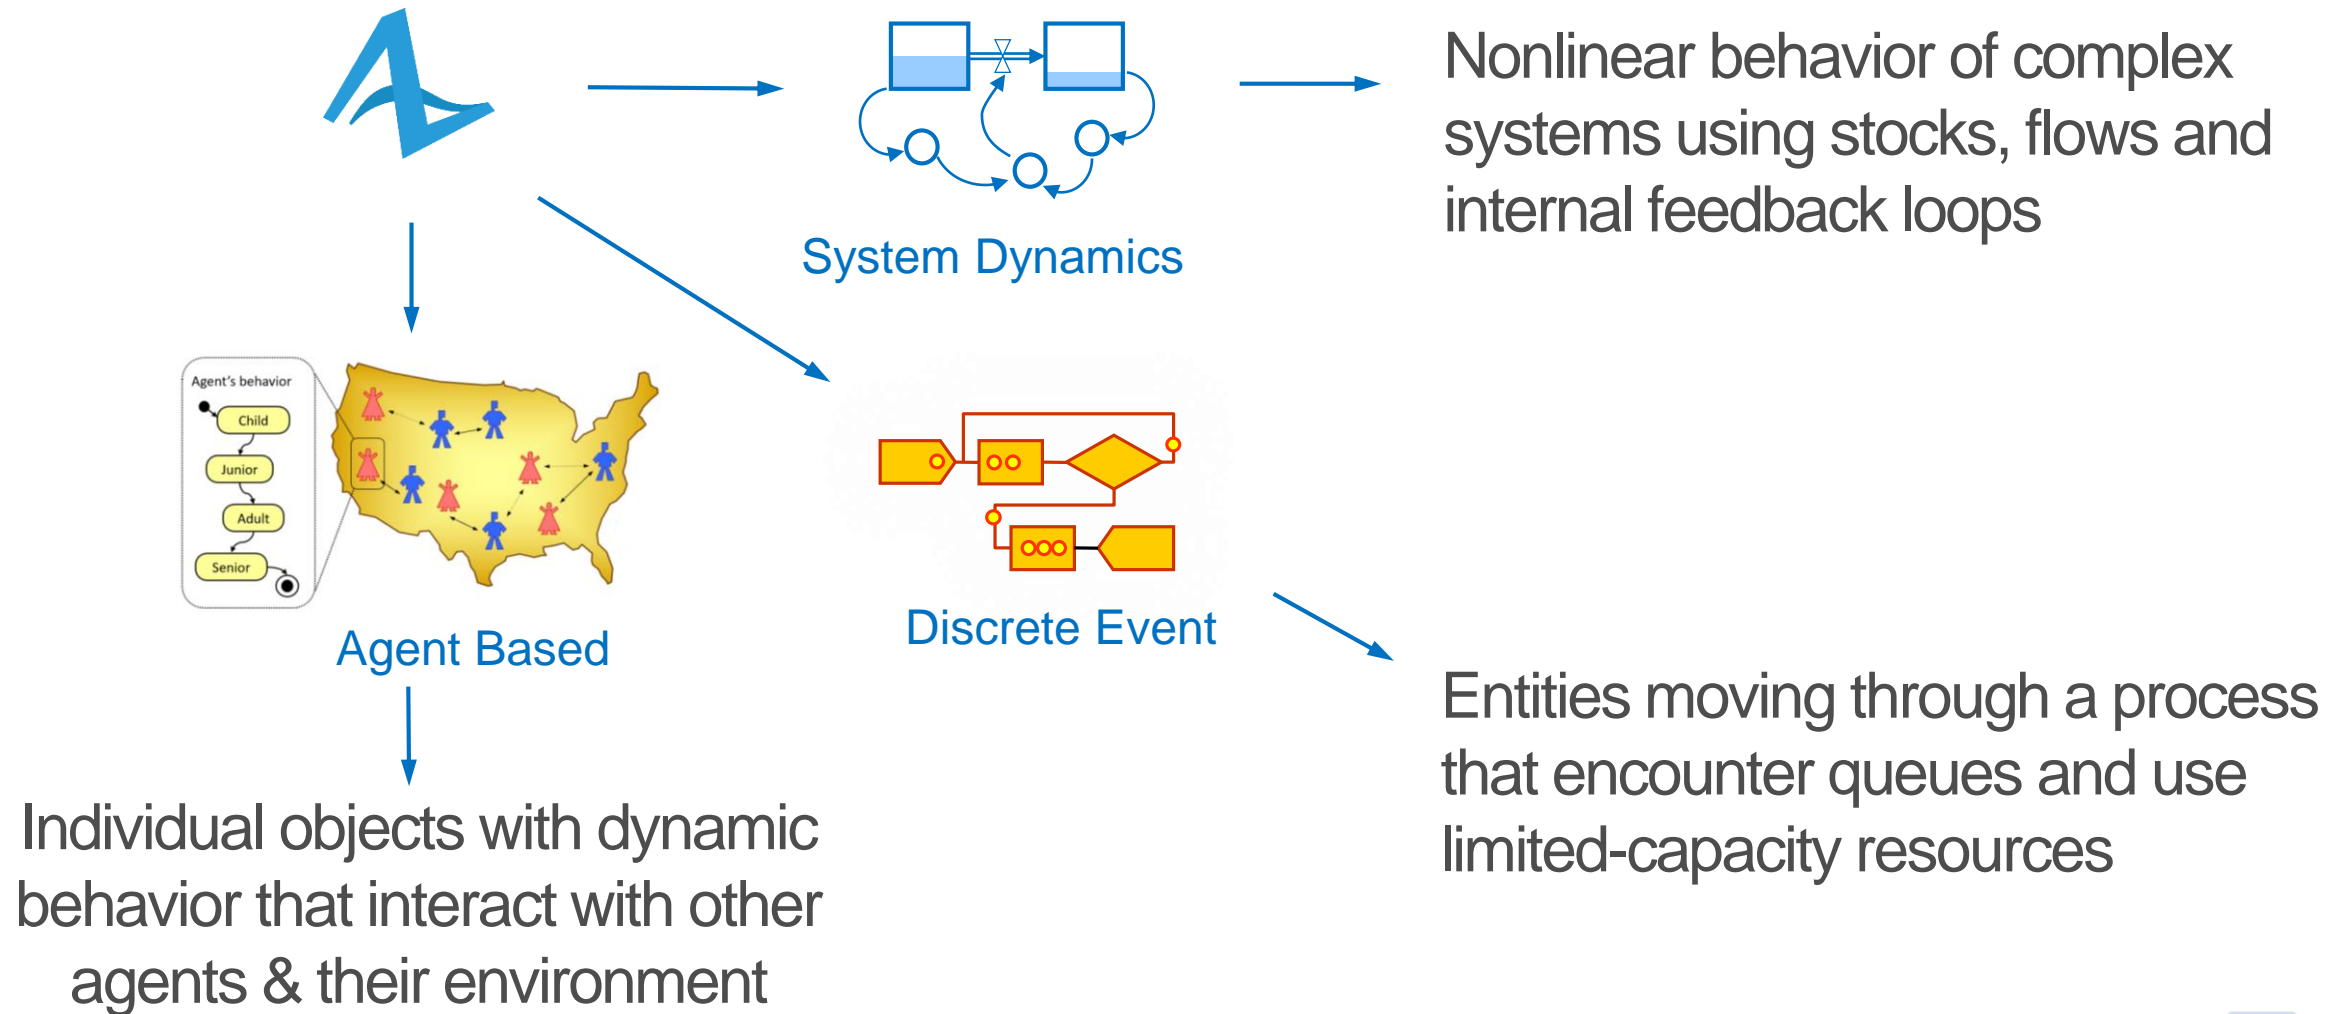 Nonlinear behavior of complex
systems using stocks, flows and
internal feedback loops
System Dynamics
Agent's behavior
Child
Junior
Adult
Senior
Agent Based
Discrete Event
Individual objects with dynamic
behavior that interact with other
agents & their environment
Entities moving through a process
that encounter queues and use
limited-capacity resources